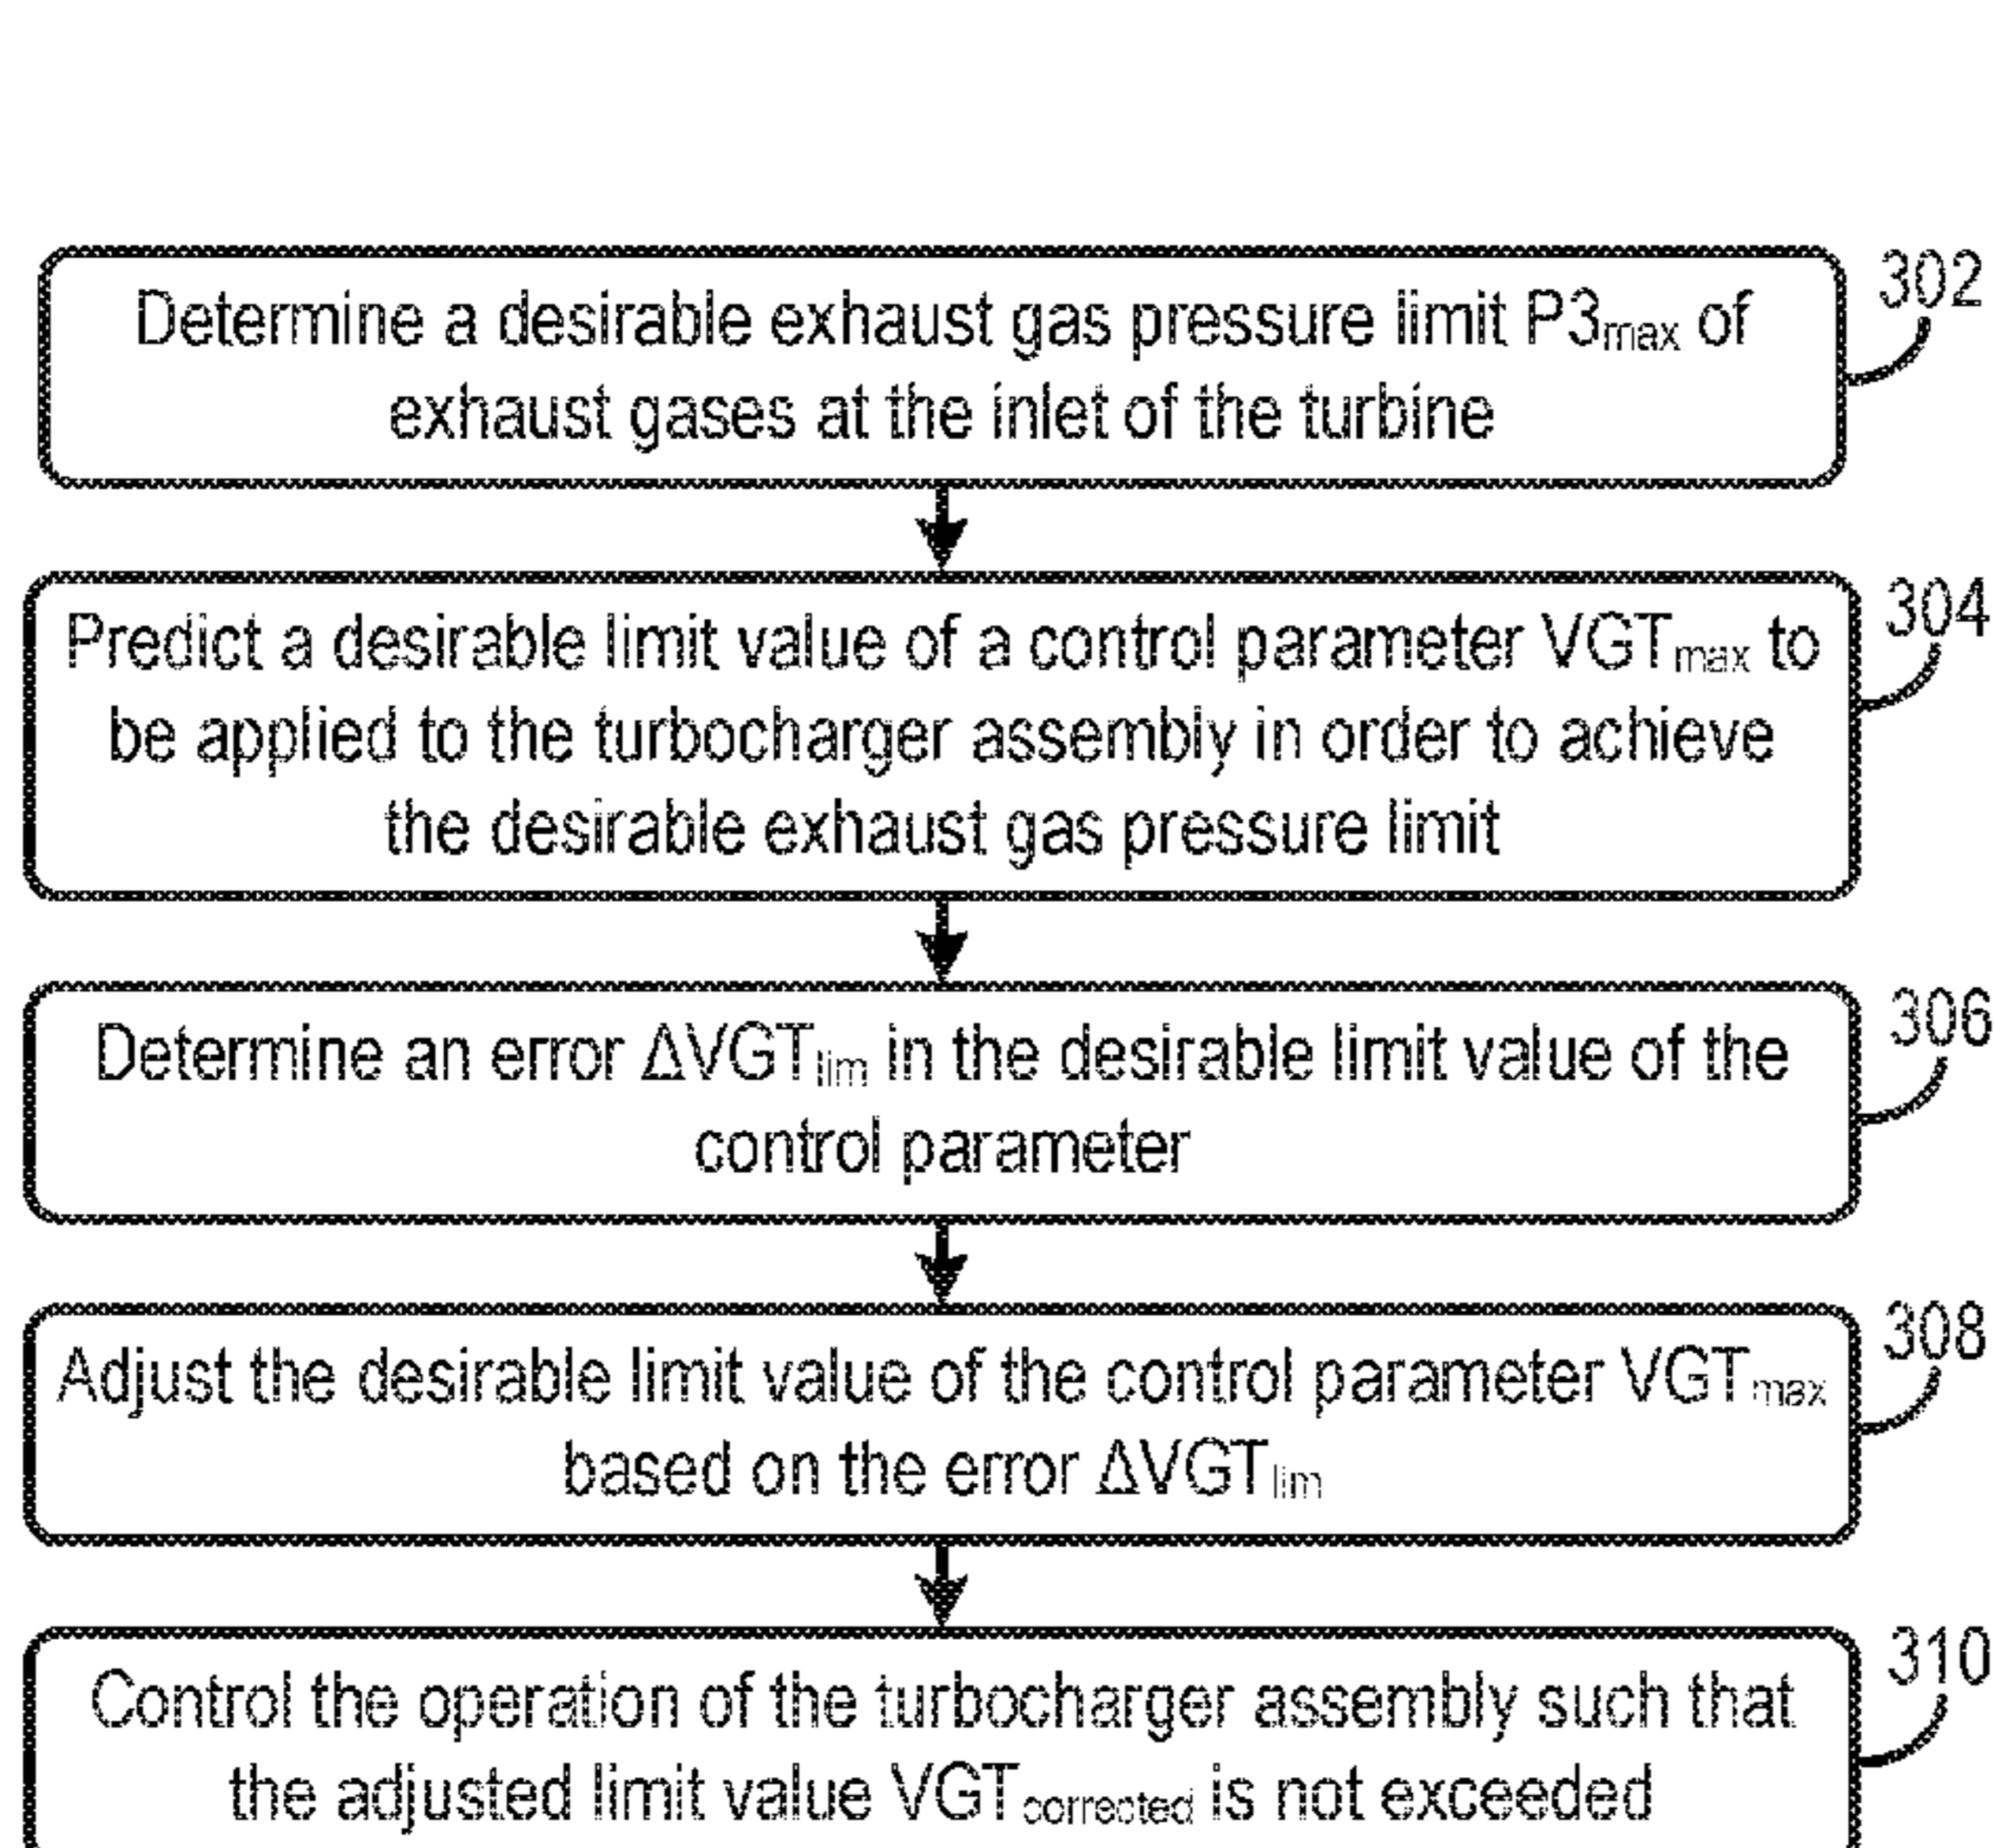 302
Determine a desirable exhaust gas pressure limit P3max of
exhaust gases at the inlet of the turbine
304
Predict a desirable limit value of a control parameter VGTmax to
be applied to the turbocharger assembly in order to achieve
the desirable exhaust gas pressure limit
306
Determine an error ΔVGTlim in the desirable limit value of the
control parameter
308
Adjust the desirable limit value of the control parameter VGTmax
based on the error ΔVGTlim
310
Control the operation of the turbocharger assembly such that
the adjusted limit value VGTcorrected is not exceeded